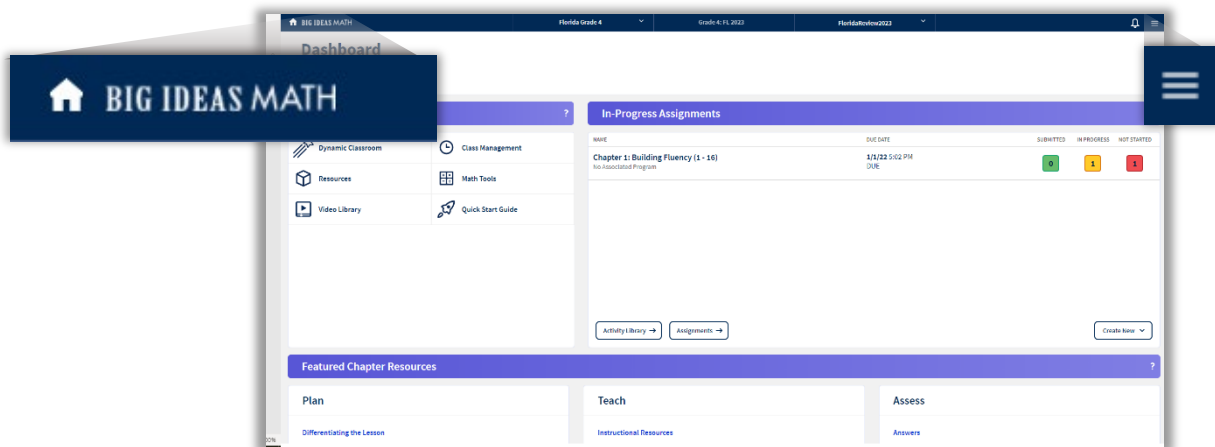 BIG IDEAS MATH
Florida Grade 4
Grade 4: FL 2023
FloridaReview2023
Dashboard
BIG IDEAS MATH
?
In-Progress Assignments
Dynamic Classroom
Class Management
Resources
Math Tools
Video Library
Quick Start Guide
NAME
DUE DATE
SUBMITTED
IN PROGRESS
NOT STARTED
Chapter 1: Building Fluency (1 - 16)
No Associated Program
1/1/22 5:02 PM
DUE
0
1
1
Activity Library →
Assignments →
Create New
Featured Chapter Resources
?
Plan
Teach
Assess
Differentiating the Lesson
Instructional Resources
Answers